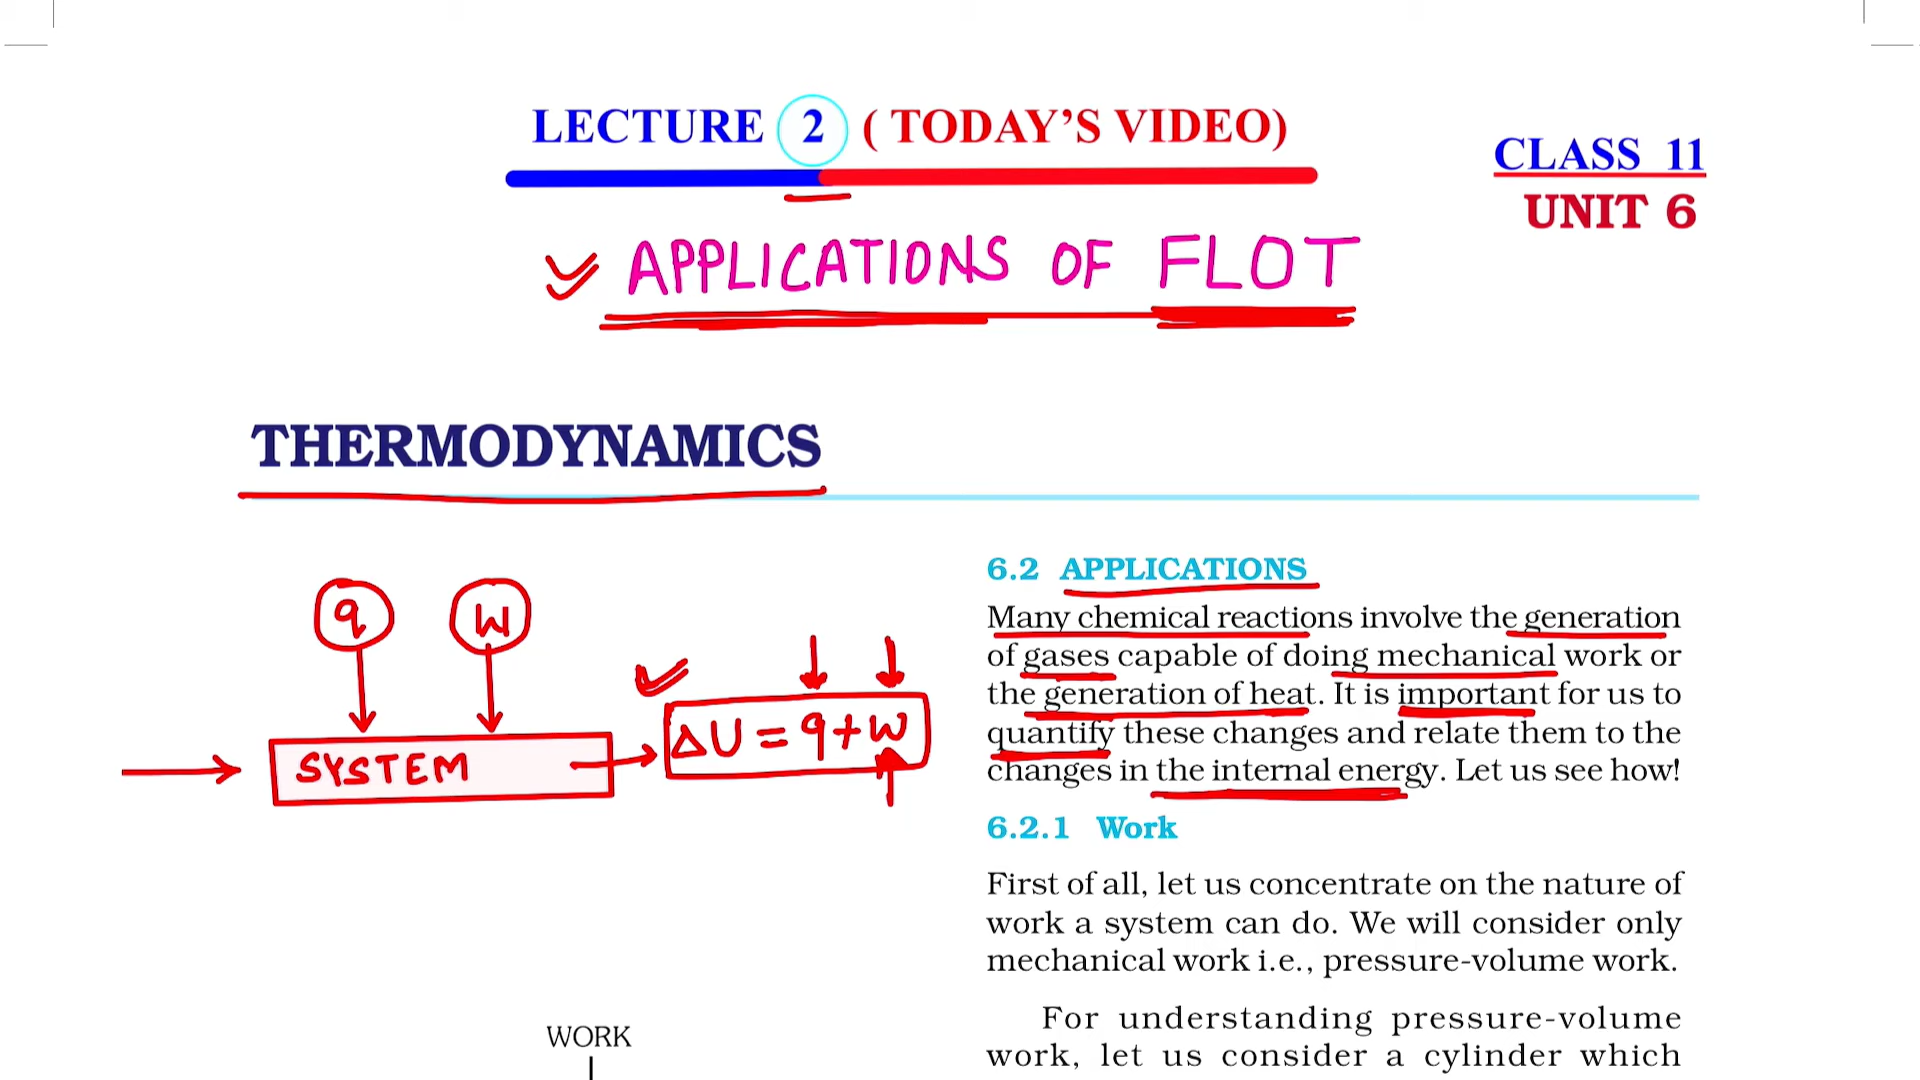 LECTURE 2 ( TODAY'S VIDEO)
CLASS 11
UNIT 6
APPLICATIONS OF FLOT
THERMODYNAMICS
q W
SYSTEM
ΔU = q + w
6.2 APPLICATIONS
Many chemical reactions involve the generation
of gases capable of doing mechanical work or
the generation of heat. It is important for us to
quantify these changes and relate them to the
changes in the internal energy. Let us see how!
6.2.1 Work
First of all, let us concentrate on the nature of
work a system can do. We will consider only
mechanical work i.e., pressure-volume work.
For understanding pressure-volume
work, let us consider a cylinder which
WORK